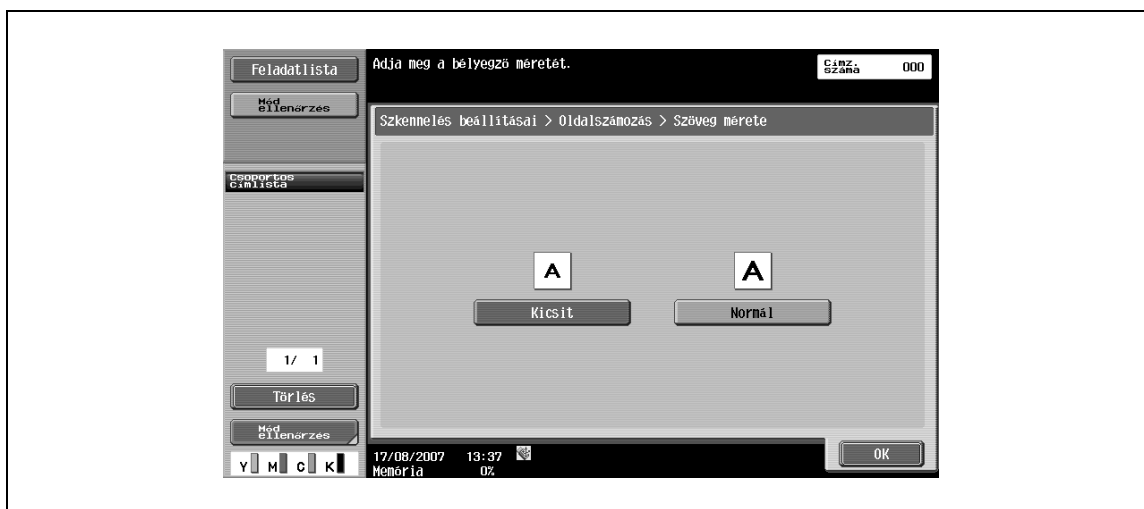 Feladatlista
Mód
ellenőrzés
Csoportos
címlista
1/ 1
Törlés
Mód
ellenőrzés
Y M C K
Adja meg a bélyegző méretét.
Címz.
száma 000
Szkennelés beállításai > Oldalszámozás > Szöveg mérete
A A
Kicsit Normál
17/08/2007 13:37
Memória 0%
OK